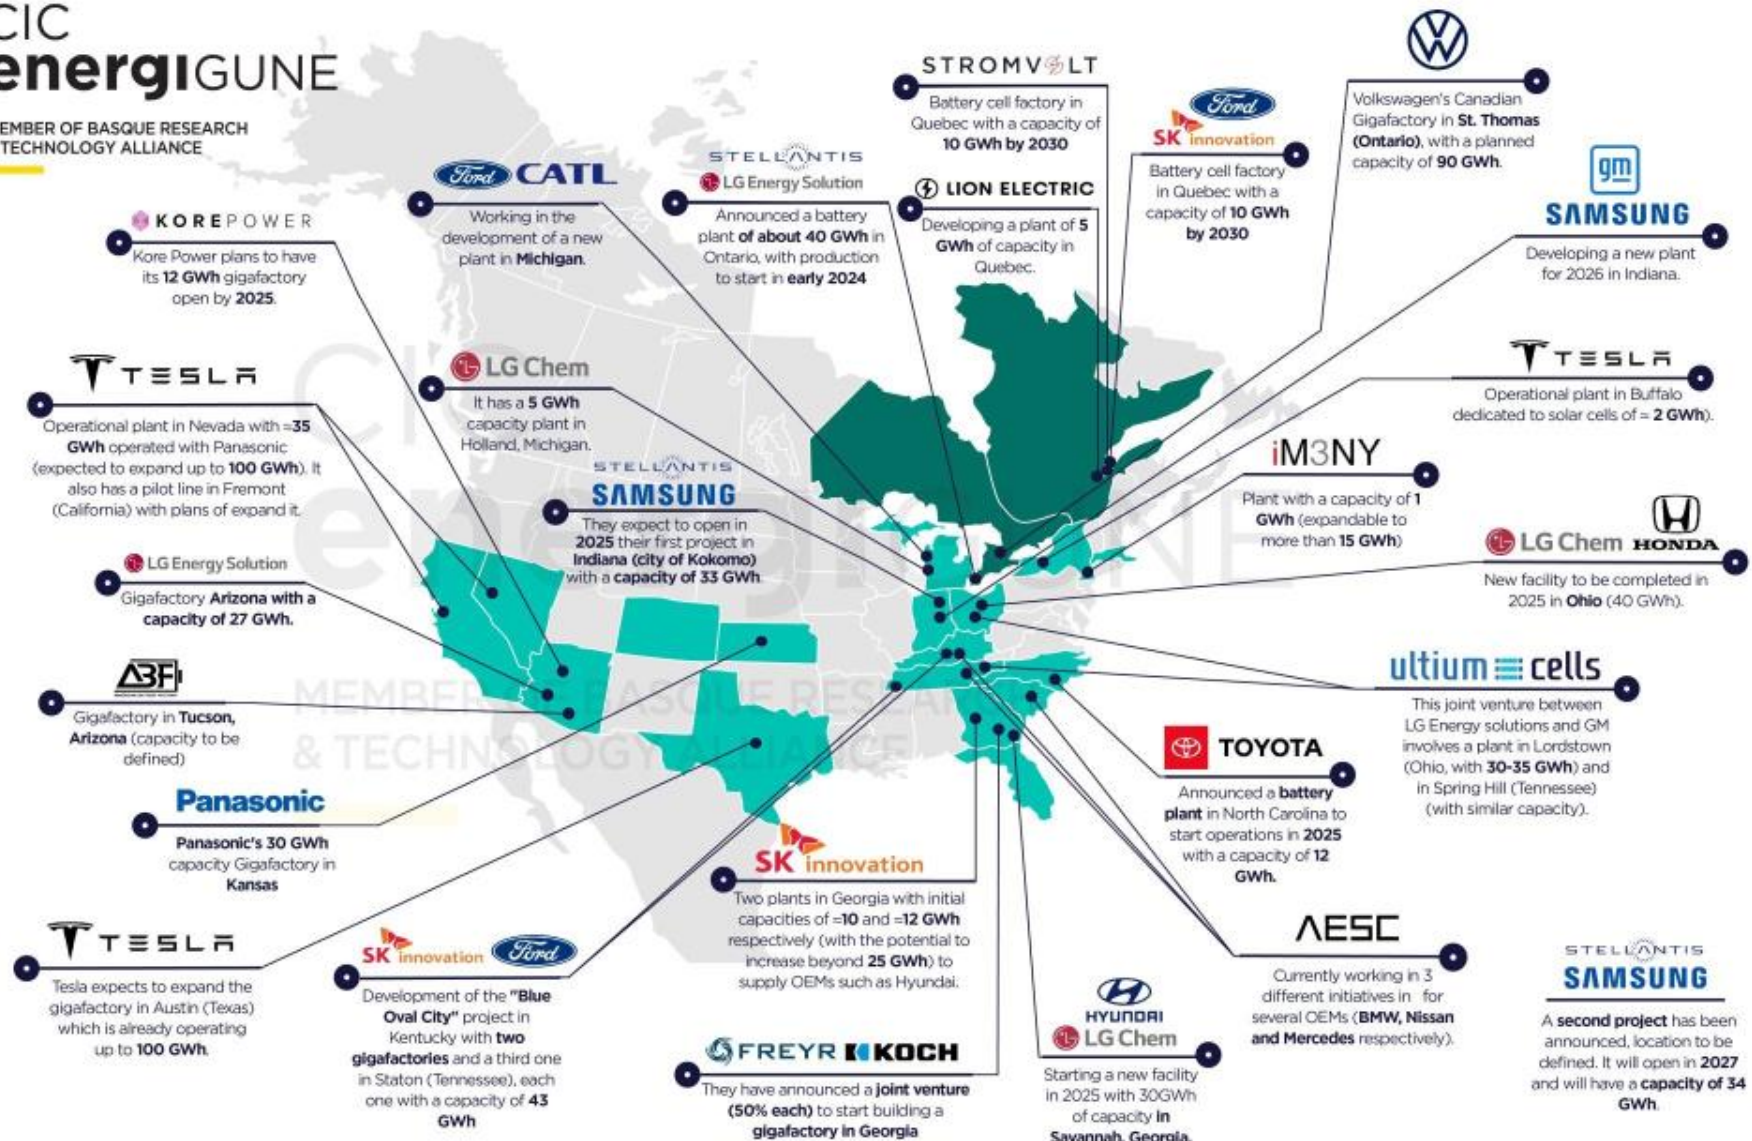 CIC
energiGUNE
EMBER OF BASQUE RESEARCH
TECHNOLOGY ALLIANCE
KOREPOWER
Kore Power plans to have
its 12 GWh gigafactory
open by 2025.
TESLA
Operational plant in Nevada with ≈35
GWh operated with Panasonic
(expected to expand up to 100 GWh). It
also has a pilot line in Fremont
(California) with plans of expand it.
LG Energy Solution
Gigafactory Arizona with a
capacity of 27 GWh.
ABF
Gigafactory in Tucson,
Arizona (capacity to be
defined)
Panasonic
Panasonic's 30 GWh
capacity Gigafactory in
Kansas
TESLA
Tesla expects to expand the
gigafactory in Austin (Texas)
which is already operating
up to 100 GWh.
Ford CATL
Working in the
development of a new
plant in Michigan.
LG Chem
It has a 5 GWh
capacity plant in
Holland, Michigan.
STELLANTIS
SAMSUNG
They expect to open in
2025 their first project in
Indiana (city of Kokomo)
with a capacity of 33 GWh
STELLANTIS
LG Energy Solution
Announced a battery
plant of about 40 GWh in
Ontario, with production
to start in early 2024
STROMVOLT
Battery cell factory in
Quebec with a capacity of
10 GWh by 2030
LION ELECTRIC
Developing a plant of 5
GWh of capacity in
Quebec.
Ford
SK innovation
Battery cell factory
in Quebec with a
capacity of 10 GWh
by 2030
Volkswagen's Canadian
Gigafactory in St. Thomas
(Ontario), with a planned
capacity of 90 GWh.
gm
SAMSUNG
Developing a new plant
for 2026 in Indiana.
TESLA
Operational plant in Buffalo
dedicated to solar cells of ≈ 2 GWh).
iM3NY
Plant with a capacity of 1
GWh (expandable to
more than 15 GWh)
LG Chem HONDA
New facility to be completed in
2025 in Ohio (40 GWh).
ultium cells
This joint venture between
LG Energy solutions and GM
involves a plant in Lordstown
(Ohio, with 30-35 GWh) and
in Spring Hill (Tennessee)
(with similar capacity).
TOYOTA
Announced a battery
plant in North Carolina to
start operations in 2025
with a capacity of 12
GWh.
AESC
Currently working in 3
different initiatives in for
several OEMs (BMW, Nissan
and Mercedes respectively).
STELLANTIS
SAMSUNG
A second project has been
announced, location to be
defined. It will open in 2027
and will have a capacity of 34
GWh.
SK innovation
Two plants in Georgia with initial
capacities of ≈10 and ≈12 GWh
respectively (with the potential to
increase beyond 25 GWh) to
supply OEMs such as Hyundai.
SK innovation Ford
Development of the "Blue
Oval City" project in
Kentucky with two
gigafactories and a third one
in Staton (Tennessee), each
one with a capacity of 43
GWh
FREYR KOCH
They have announced a joint venture
(50% each) to start building a
gigafactory in Georgia
HYUNDAI
LG Chem
Starting a new facility
in 2025 with 30GWh
of capacity in
Savannah, Georgia.
CIC
energiGUNE
MEMBER OF BASQUE RESEARCH
& TECHNOLOGY ALLIANCE